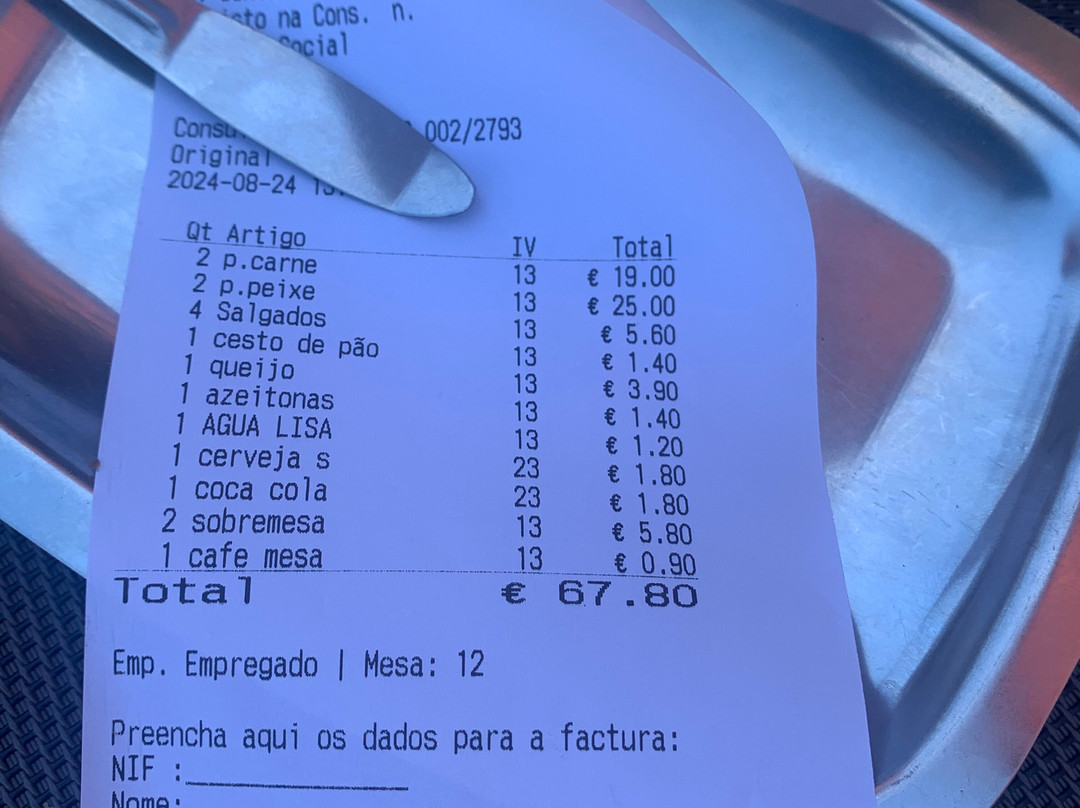 na Cons. n.
Social
002/2793
Original
2024-08-24
Qt Artigo IV Total
2 p.carne 13 € 19.00
2 p.peixe 13 € 25.00
4 Salgados 13 € 5.60
1 cesto de pão 13 € 1.40
1 queijo 13 € 3.90
1 azeitonas 13 € 1.40
1 AGUA LISA 13 € 1.20
1 cerveja s 23 € 1.80
1 coca cola 23 € 1.80
2 sobremesa 13 € 5.80
1 cafe mesa 13 € 0.90
Total € 67.80
Emp. Empregado | Mesa: 12
Preencha aqui os dados para a factura:
NIF :
Nome: